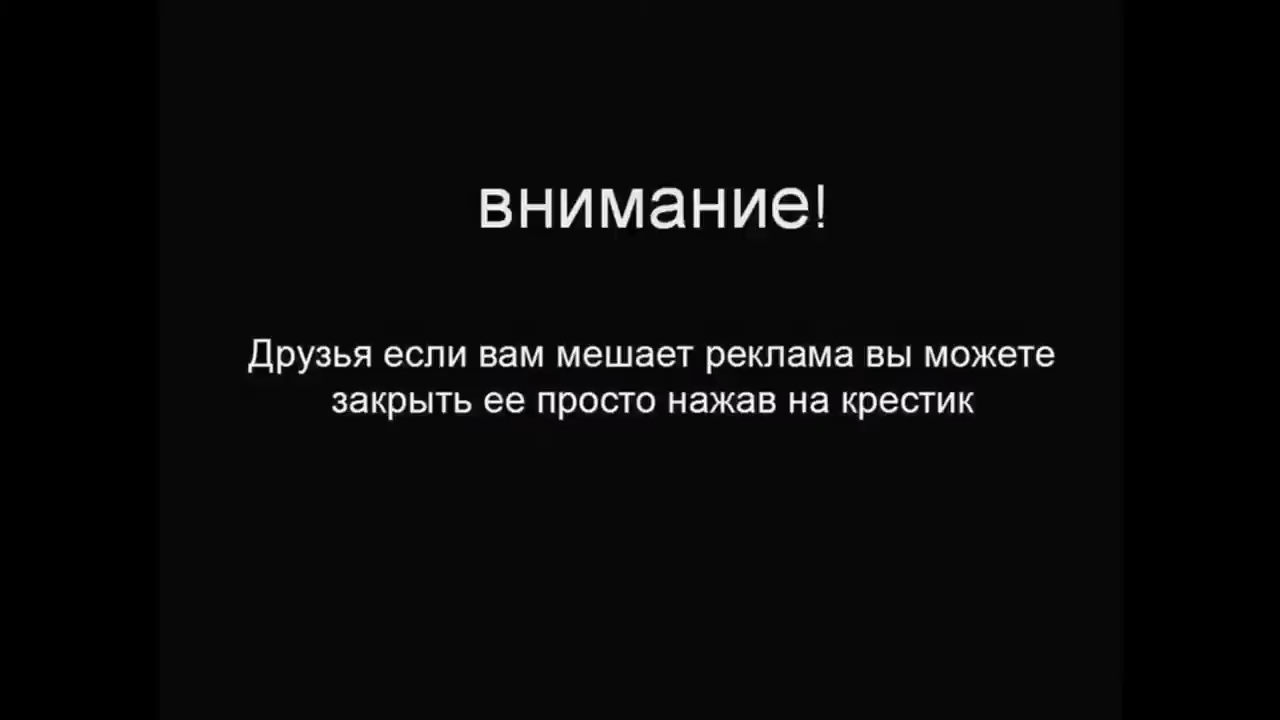 внимание!
Друзья если вам мешает реклама вы можете
закрыть ее просто нажав на крестик